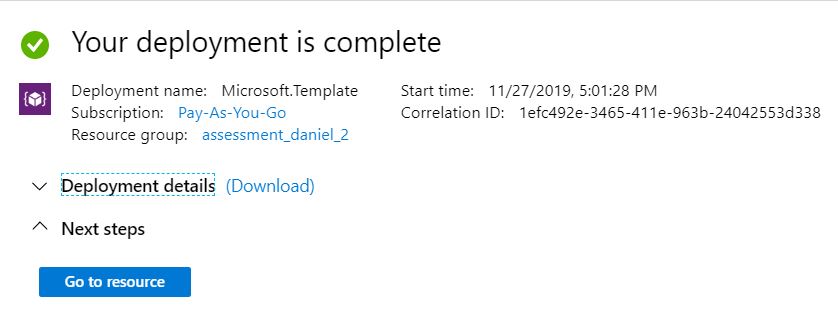 Your deployment is complete
Deployment name: Microsoft.Template
Subscription: Pay-As-You-Go
Resource group: assessment_daniel_2
Start time: 11/27/2019, 5:01:28 PM
Correlation ID: 1efc492e-3465-411e-963b-24042553d338
Deployment details (Download)
Next steps
Go to resource